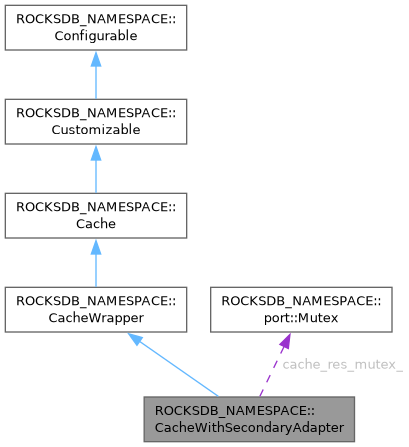 ROCKSDB_NAMESPACE::
Configurable
ROCKSDB_NAMESPACE::
Customizable
ROCKSDB_NAMESPACE::
Cache
ROCKSDB_NAMESPACE::
CacheWrapper
ROCKSDB_NAMESPACE::
port::Mutex
cache_res_mutex_
ROCKSDB_NAMESPACE::
CacheWithSecondaryAdapter